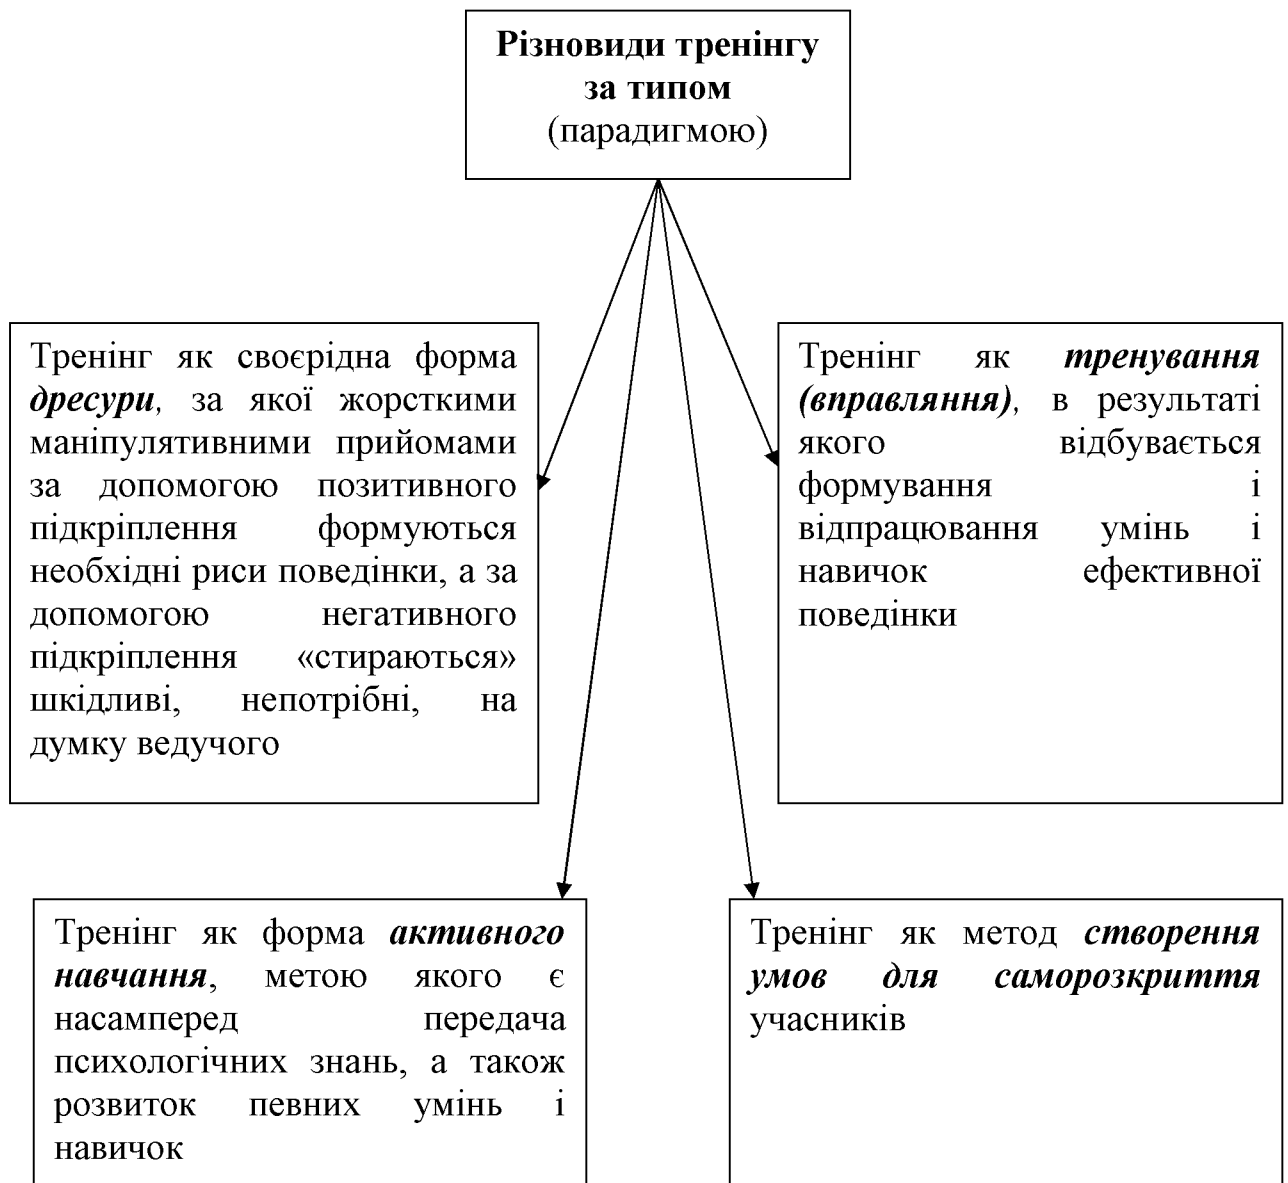 Різновиди тренінгу
за типом
(парадигмою)
Тренінг як своєрідна форма
дресури, за якої жорсткими
маніпулятивними прийомами
за допомогою позитивного
підкріплення формуються
необхідні риси поведінки, а за
допомогою негативного
підкріплення «стираються»
шкідливі, непотрібні, на
думку ведучого
Тренінг як тренування
(вправляння), в результаті
якого відбувається
формування і
відпрацювання умінь і
навичок ефективної
поведінки
Тренінг як форма активного
навчання, метою якого є
насамперед передача
психологічних знань, а також
розвиток певних умінь і
навичок
Тренінг як метод створення
умов для саморозкриття
учасників